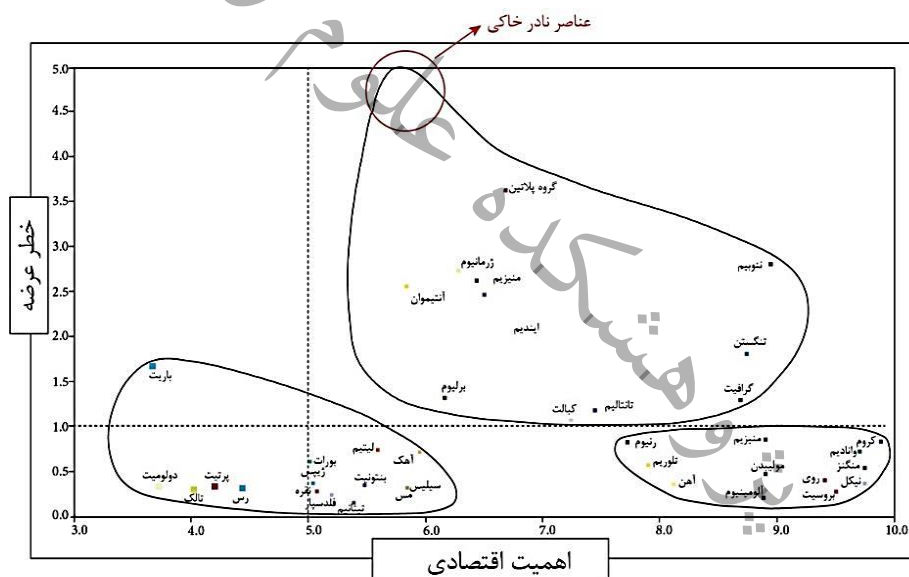 عناصر نادر خاکی
5.0
4.5
4.0
3.5
3.0
2.5
2.0
1.5
1.0
0.5
0.0
خطر عرضه
گروه پلاتین
ژرمانیوم
منیزیم
آنتیموان
ایندیم
نئوبیم
تنگستن
گرافیت
برلیوم
کبالت
تانتالیم
باریت
دولومیت
تالک
پرتیت
رس
بورات
زیپس
نقره
فلدسپار
تیتانیم
لیتیم
بنتونیت
آهک
سیلیس
مس
رنیوم
تلوریم
آهن
منیزیم
مولیبدن
آلومینیوم
کروم
وانادیم
منگنز
روی
نیکل
بروسیت
3.0 4.0 5.0 6.0 7.0 8.0 9.0 10.0
اهمیت اقتصادی